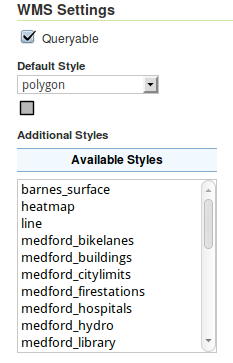 WMS Settings
Queryable
Default Style
polygon
Additional Styles
Available Styles
barnes_surface
heatmap
line
medford_bikelanes
medford_buildings
medford_citylimits
medford_firestations
medford_hospitals
medford_hydro
medford_library